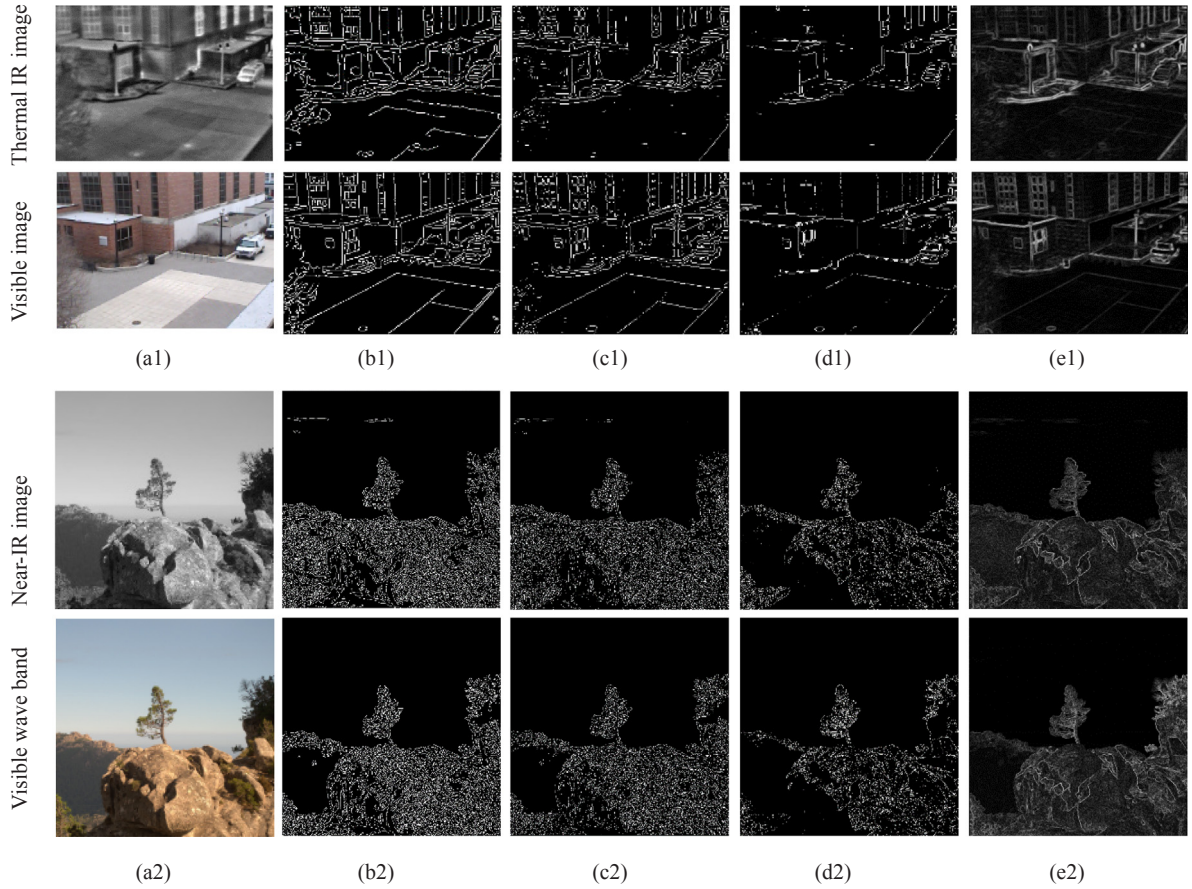 Thermal IR image
Visible image
(a1) (b1) (c1) (d1) (e1)
Near-IR image
Visible wave band
(a2) (b2) (c2) (d2) (e2)